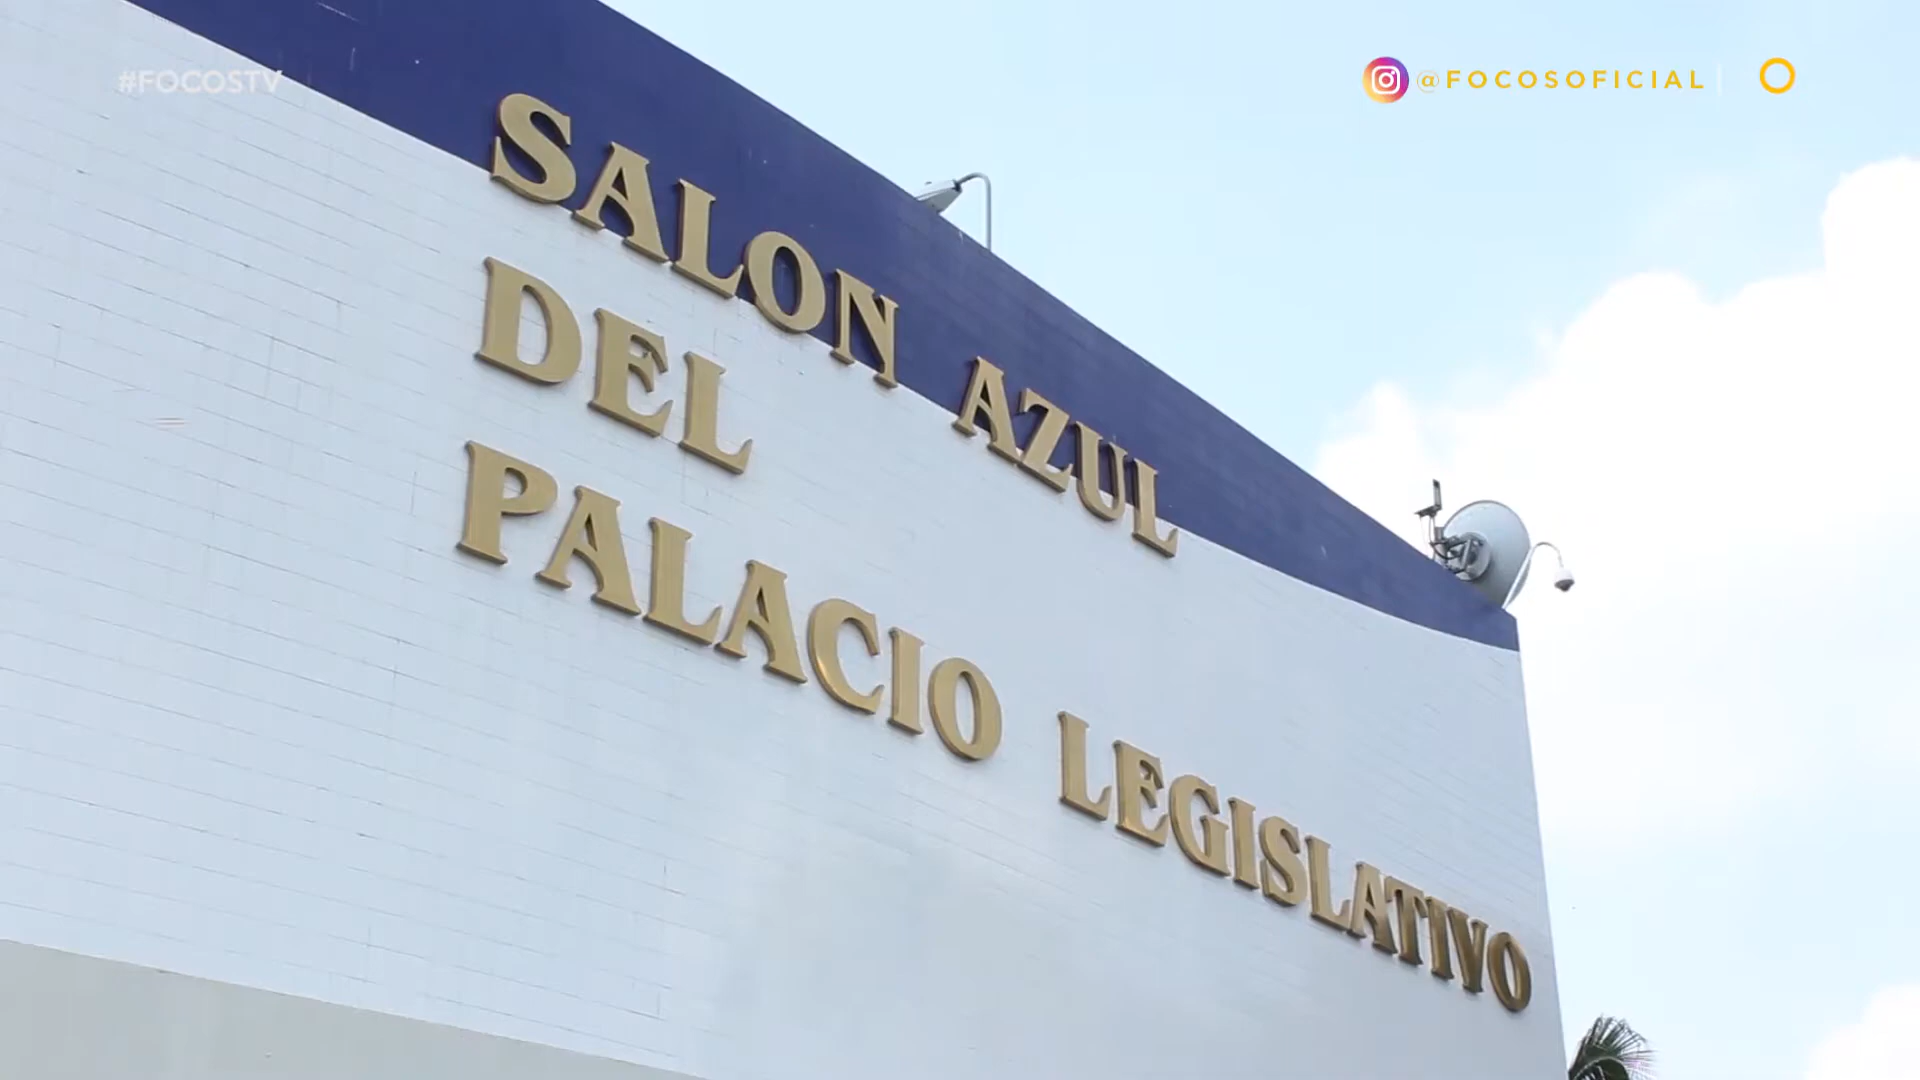 #FOCOSTV
@FOCOSOFICIAL
SALON AZUL
DEL
PALACIO LEGISLATIVO